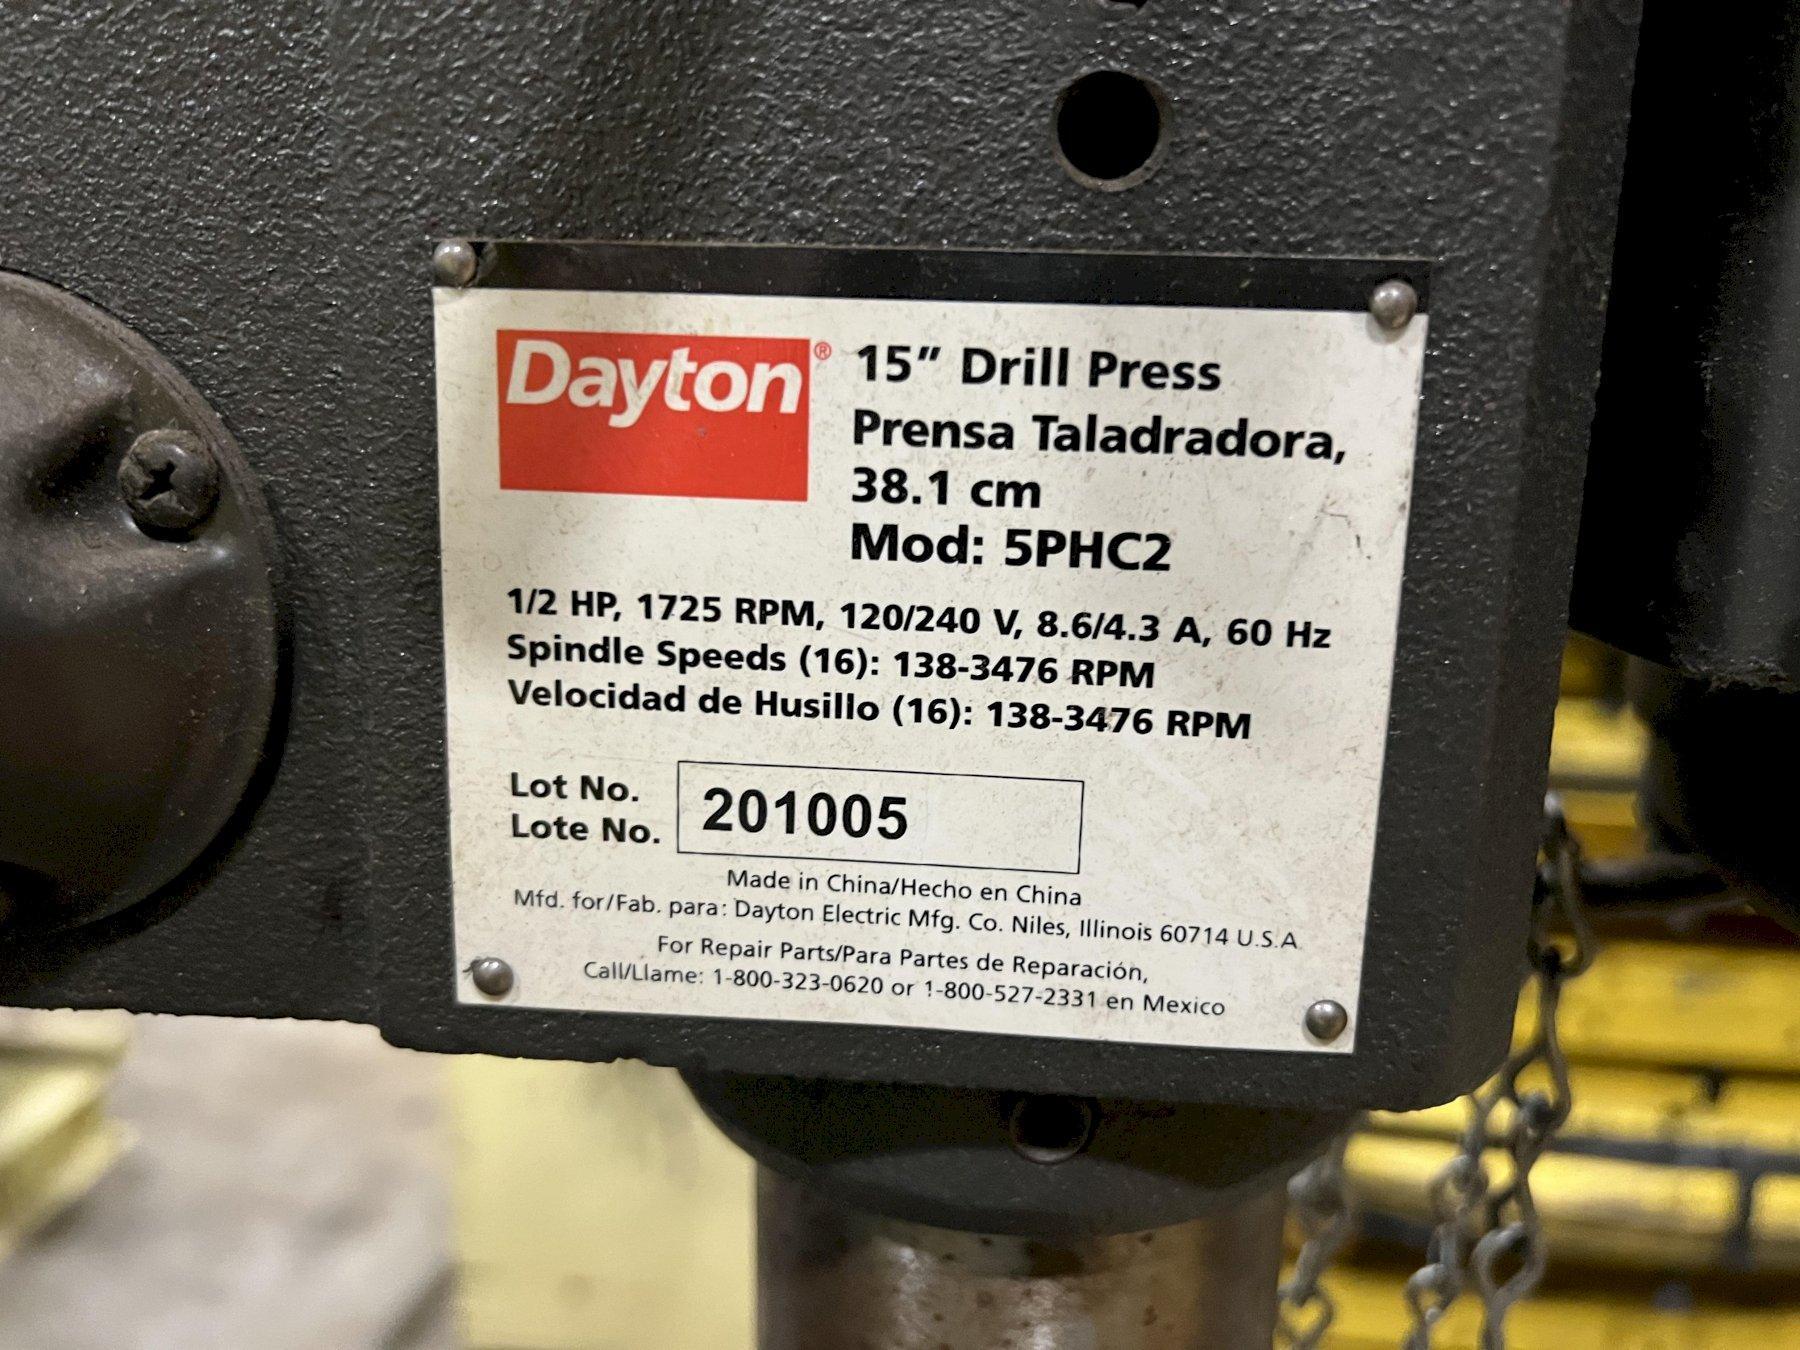 Dayton®
15" Drill Press
Prensa Taladradora,
38.1 cm
Mod: 5PHC2
1/2 HP, 1725 RPM, 120/240 V, 8.6/4.3 A, 60 Hz
Spindle Speeds (16): 138-3476 RPM
Velocidad de Husillo (16): 138-3476 RPM
Lot No.
Lote No.
201005
Made in China/Hecho en China
Mfd. for/Fab. para: Dayton Electric Mfg. Co. Niles, Illinois 60714 U.S.A
For Repair Parts/Para Partes de Reparación,
Call/Llame: 1-800-323-0620 or 1-800-527-2331 en Mexico